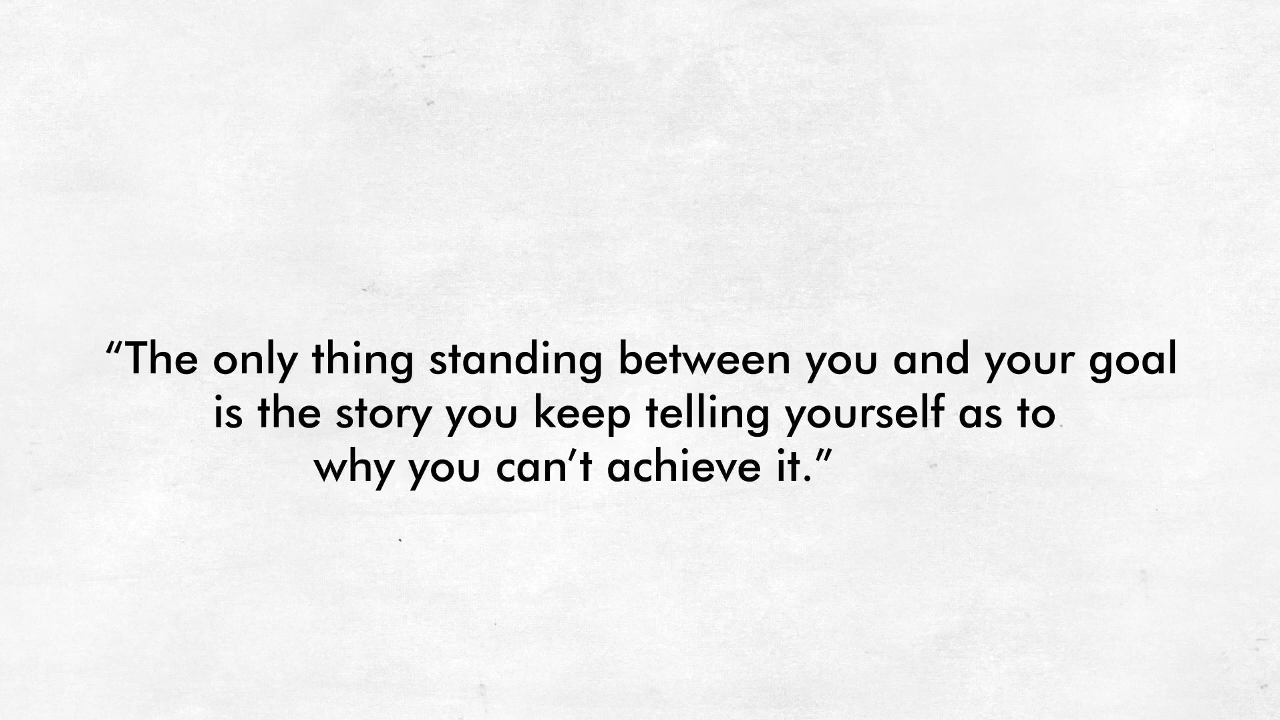 “The only thing standing between you and your goal
is the story you keep telling yourself as to
why you can’t achieve it.”